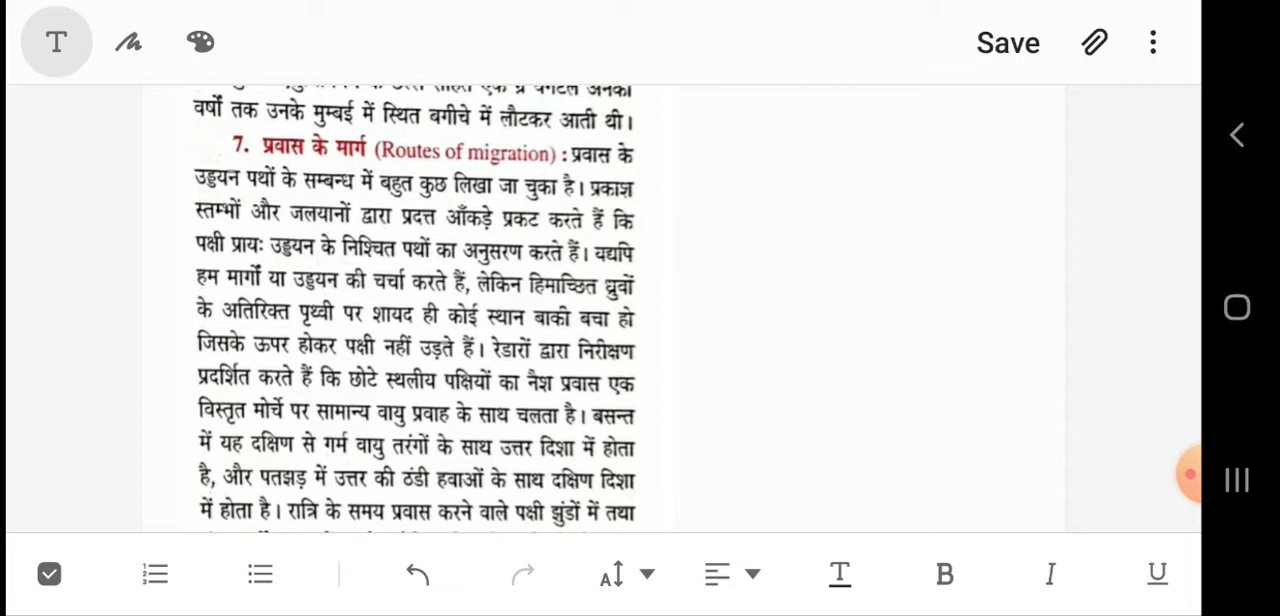 Save
वर्षों तक उनके मुम्बई में स्थित बगीचे में लौटकर आती थी।
7. प्रवास के मार्ग (Routes of migration) : प्रवास के
उड्डयन पथों के सम्बन्ध में बहुत कुछ लिखा जा चुका है। प्रकाश
स्तम्भों और जलयानों द्वारा प्रदत्त आँकड़े प्रकट करते हैं कि
पक्षी प्रायः उड्डयन के निश्चित पथों का अनुसरण करते हैं। यद्यपि
हम मार्गों या उड्डयन की चर्चा करते हैं, लेकिन हिमाच्छित ध्रुवों
के अतिरिक्त पृथ्वी पर शायद ही कोई स्थान बाकी बचा हो
जिसके ऊपर होकर पक्षी नहीं उड़ते हैं। रेडारों द्वारा निरीक्षण
प्रदर्शित करते हैं कि छोटे स्थलीय पक्षियों का नैश प्रवास एक
विस्तृत मोर्चे पर सामान्य वायु प्रवाह के साथ चलता है। बसन्त
में यह दक्षिण से गर्म वायु तरंगों के साथ उत्तर दिशा में होता
है, और पतझड़ में उत्तर की ठंडी हवाओं के साथ दक्षिण दिशा
में होता है। रात्रि के समय प्रवास करने वाले पक्षी झुंडों में तथा